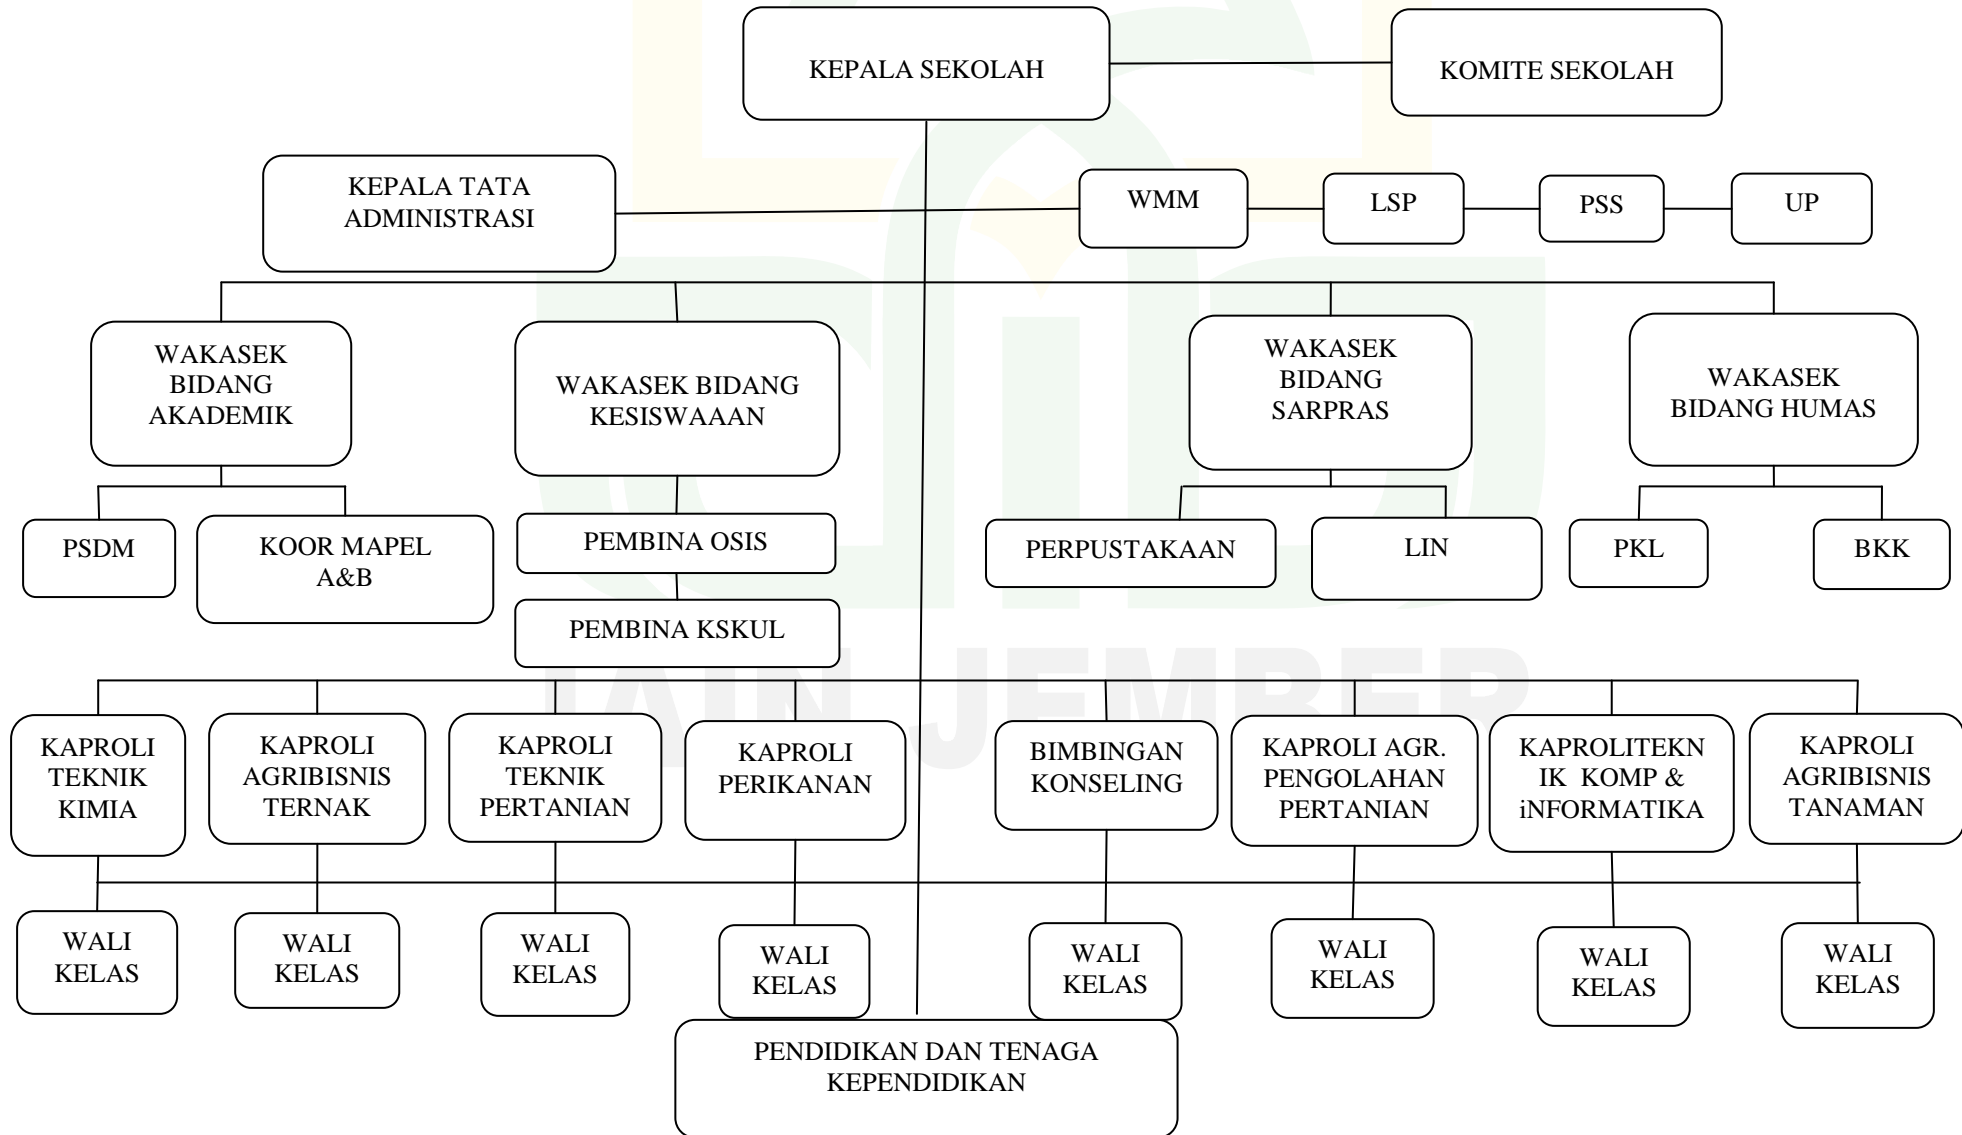 KEPALA SEKOLAH
KOMITE SEKOLAH
KEPALA TATA
ADMINISTRASI
WMM
LSP
PSS
UP
WAKASEK
BIDANG
AKADEMIK
WAKASEK BIDANG
KESISWAAAN
WAKASEK
BIDANG
SARPRAS
WAKASEK
BIDANG HUMAS
PSDM
KOOR MAPEL
A&B
PEMBINA OSIS
PERPUSTAKAAN
LIN
PKL
BKK
PEMBINA KSKUL
IAIN JEMBER
KAPROLI
TEKNIK
KIMIA
KAPROLI
AGRIBISNIS
TERNAK
KAPROLI
TEKNIK
PERTANIAN
KAPROLI
PERIKANAN
BIMBINGAN
KONSELING
KAPROLI AGR.
PENGOLAHAN
PERTANIAN
KAPROLITEKN
IK KOMP &
iNFORMATIKA
KAPROLI
AGRIBISNIS
TANAMAN
WALI
KELAS
WALI
KELAS
WALI
KELAS
WALI
KELAS
WALI
KELAS
WALI
KELAS
WALI
KELAS
WALI
KELAS
PENDIDIKAN DAN TENAGA
KEPENDIDIKAN